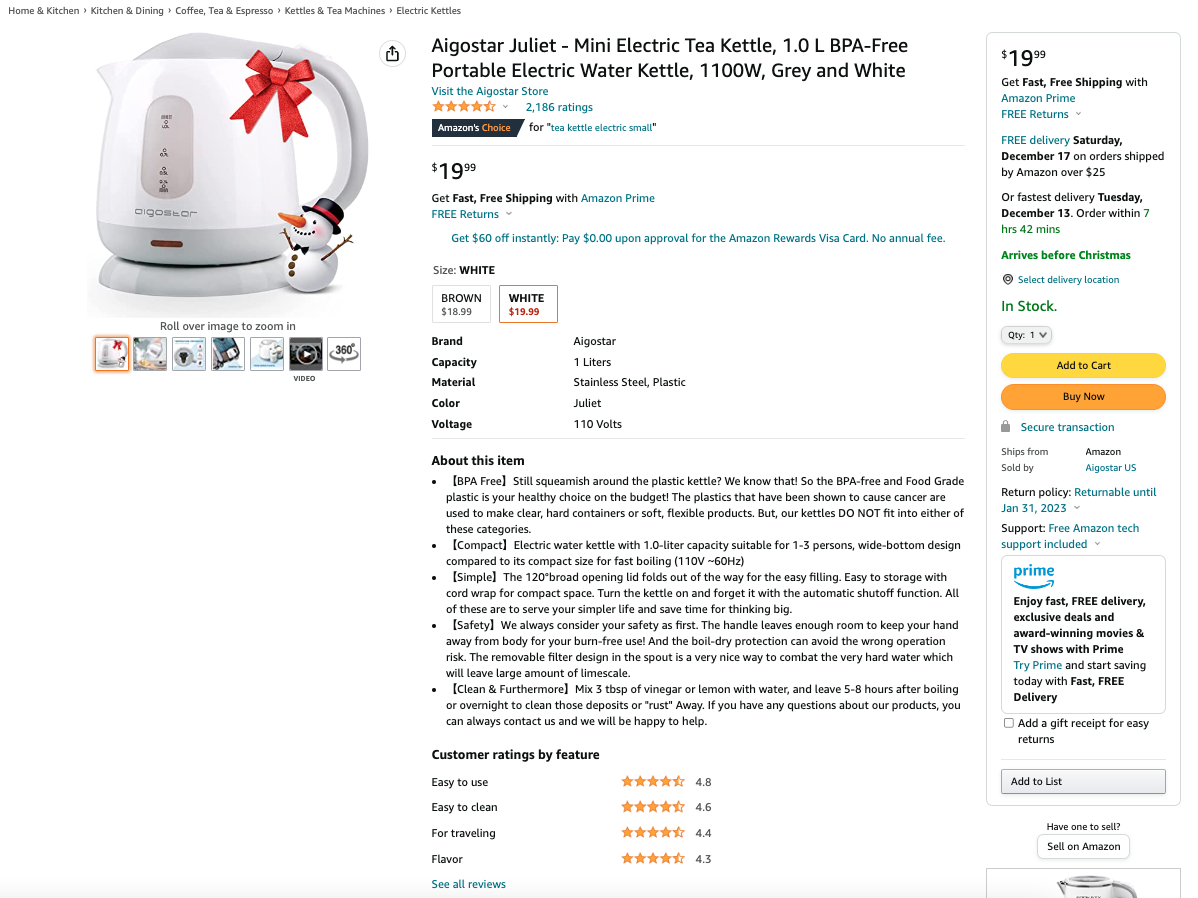 Home & Kitchen › Kitchen & Dining › Coffee, Tea & Espresso › Kettles & Tea Machines › Electric Kettles
aigostar
Roll over image to zoom in
360°
VIDEO
Aigostar Juliet - Mini Electric Tea Kettle, 1.0 L BPA-Free
Portable Electric Water Kettle, 1100W, Grey and White
Visit the Aigostar Store
2,186 ratings
Amazon's Choice for "tea kettle electric small"
$1999
Get Fast, Free Shipping with Amazon Prime
FREE Returns
Get $60 off instantly: Pay $0.00 upon approval for the Amazon Rewards Visa Card. No annual fee.
Size: WHITE
BROWN WHITE
$18.99 $19.99
Brand Aigostar
Capacity 1 Liters
Material Stainless Steel, Plastic
Color Juliet
Voltage 110 Volts
About this item
• 【BPA Free】Still squeamish around the plastic kettle? We know that! So the BPA-free and Food Grade
plastic is your healthy choice on the budget! The plastics that have been shown to cause cancer are
used to make clear, hard containers or soft, flexible products. But, our kettles DO NOT fit into either of
these categories.
• 【Compact】Electric water kettle with 1.0-liter capacity suitable for 1-3 persons, wide-bottom design
compared to its compact size for fast boiling (110V ~60Hz)
• 【Simple】The 120°broad opening lid folds out of the way for the easy filling. Easy to storage with
cord wrap for compact space. Turn the kettle on and forget it with the automatic shutoff function. All
of these are to serve your simpler life and save time for thinking big.
• 【Safety】We always consider your safety as first. The handle leaves enough room to keep your hand
away from body for your burn-free use! And the boil-dry protection can avoid the wrong operation
risk. The removable filter design in the spout is a very nice way to combat the very hard water which
will leave large amount of limescale.
• 【Clean & Furthermore】Mix 3 tbsp of vinegar or lemon with water, and leave 5-8 hours after boiling
or overnight to clean those deposits or "rust" Away. If you have any questions about our products, you
can always contact us and we will be happy to help.
Customer ratings by feature
Easy to use 4.8
Easy to clean 4.6
For traveling 4.4
Flavor 4.3
See all reviews
$1999
Get Fast, Free Shipping with
Amazon Prime
FREE Returns
FREE delivery Saturday,
December 17 on orders shipped
by Amazon over $25
Or fastest delivery Tuesday,
December 13. Order within 7
hrs 42 mins
Arrives before Christmas
Select delivery location
In Stock.
Qty: 1
Add to Cart
Buy Now
Secure transaction
Ships from Amazon
Sold by Aigostar US
Return policy: Returnable until
Jan 31, 2023
Support: Free Amazon tech
support included
prime
Enjoy fast, FREE delivery,
exclusive deals and
award-winning movies &
TV shows with Prime
Try Prime and start saving
today with Fast, FREE
Delivery
Add a gift receipt for easy
returns
Add to List
Have one to sell?
Sell on Amazon